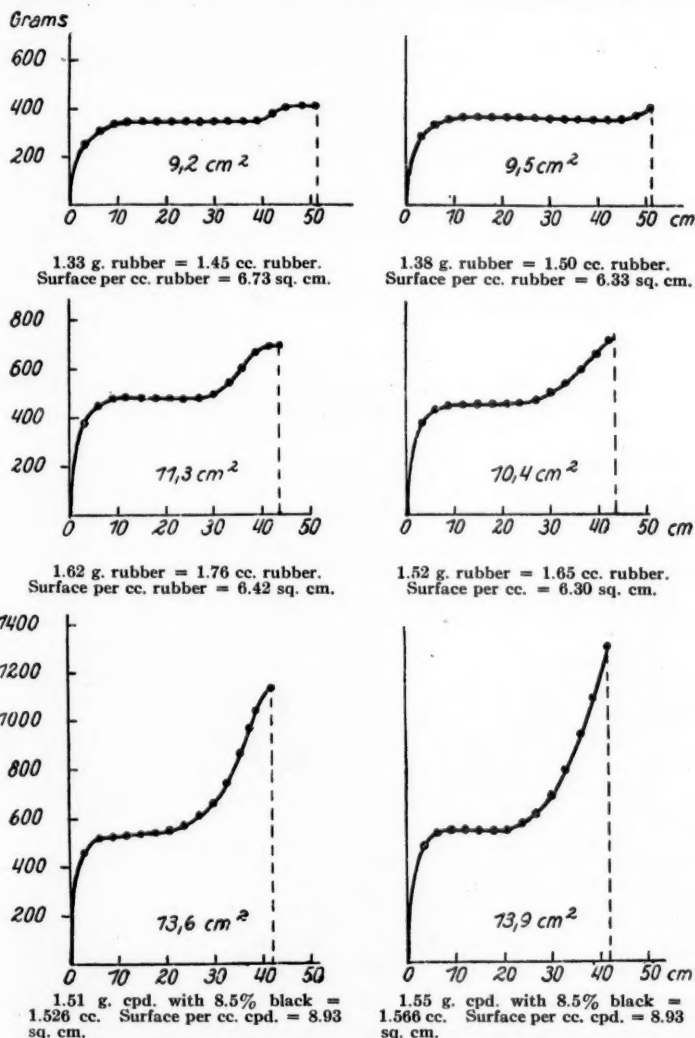 Grams
600
400
200
9,2 cm²
0 10 20 30 40 50
9,5 cm²
0 10 20 30 40 50 cm
1.33 g. rubber = 1.45 cc. rubber.
Surface per cc. rubber = 6.73 sq. cm.
1.38 g. rubber = 1.50 cc. rubber.
Surface per cc. rubber = 6.33 sq. cm.
800
600
400
200
11,3 cm²
0 10 20 30 40 50
10,4 cm²
0 10 20 30 40 50 cm
1.62 g. rubber = 1.76 cc. rubber.
Surface per cc. rubber = 6.42 sq. cm.
1.52 g. rubber = 1.65 cc. rubber.
Surface per cc. = 6.30 sq. cm.
1400
1200
1000
800
600
400
200
13,6 cm²
0 10 20 30 40 50
13,9 cm²
0 10 20 30 40 50 cm
1.51 g. cpd. with 8.5% black =
1.526 cc. Surface per cc. cpd. = 8.93
sq. cm.
1.55 g. cpd. with 8.5% black =
1.566 cc. Surface per cc. cpd. = 8.93
sq. cm.